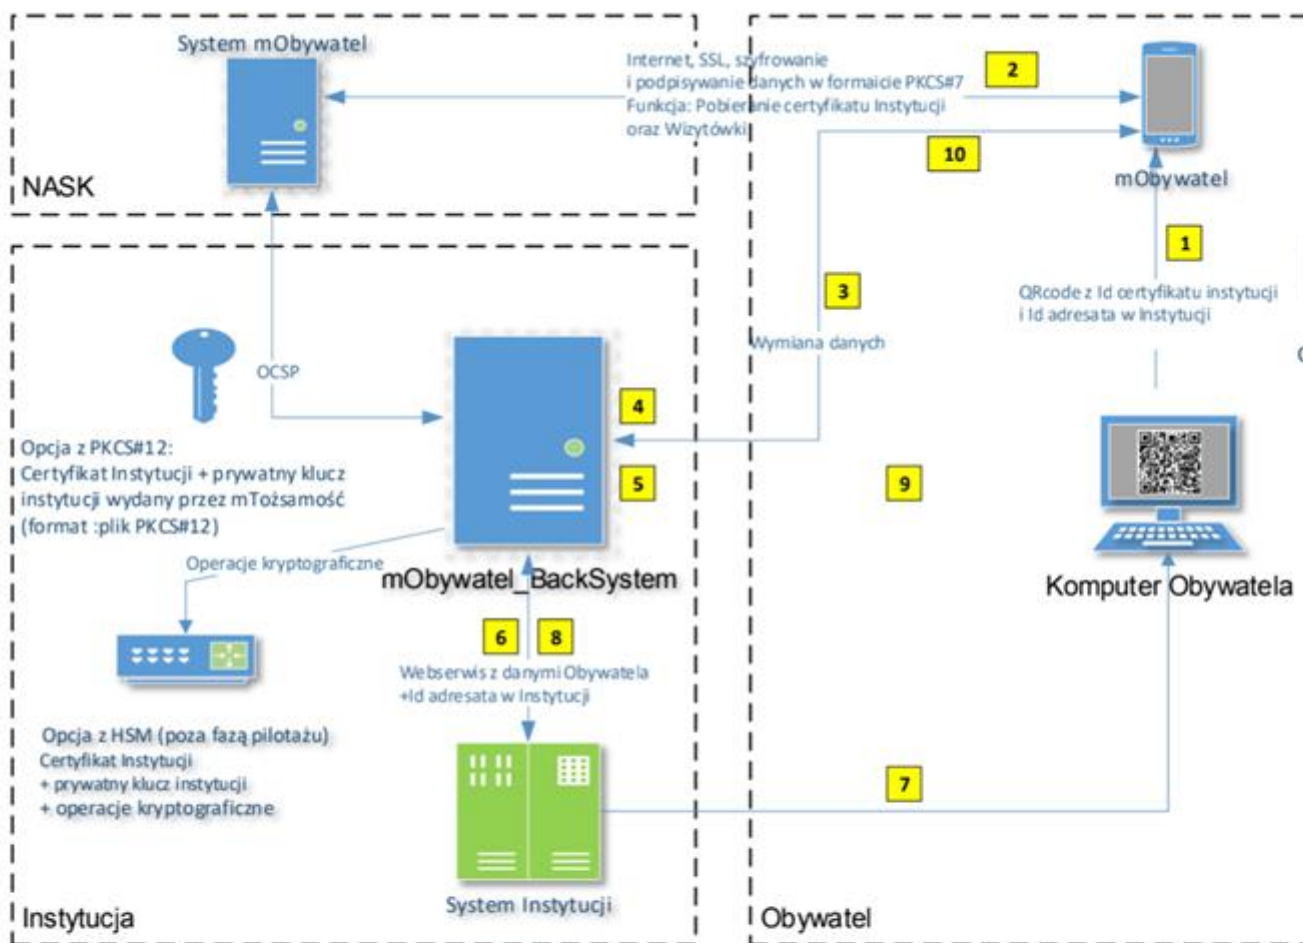 System mObywatel
Internet, SSL, szyfrowanie
i podpisywanie danych w formaicie PKCS#7
Funkcja: Pobieranie certyfikatu Instytucji
oraz Wizytówki
2
10
mObywatel
NASK
1
QRcode z Id certyfikatu instytucji
i Id adresata w Instytucji
3
Wymiana danych
OCSP
4
5
9
Opcja z PKCS#12:
Certyfikat Instytucji + prywatny klucz
instytucji wydany przez mTożsamość
(format :plik PKCS#12)
Operacje kryptograficzne
mObywatel_BackSystem
Komputer Obywatela
6
8
Webserwis z danymi Obywatela
+Id adresata w Instytucji
Opcja z HSM (poza fazą pilotażu)
Certyfikat Instytucji
+ prywatny klucz instytucji
+ operacje kryptograficzne
7
System Instytucji
Instytucja
Obywatel